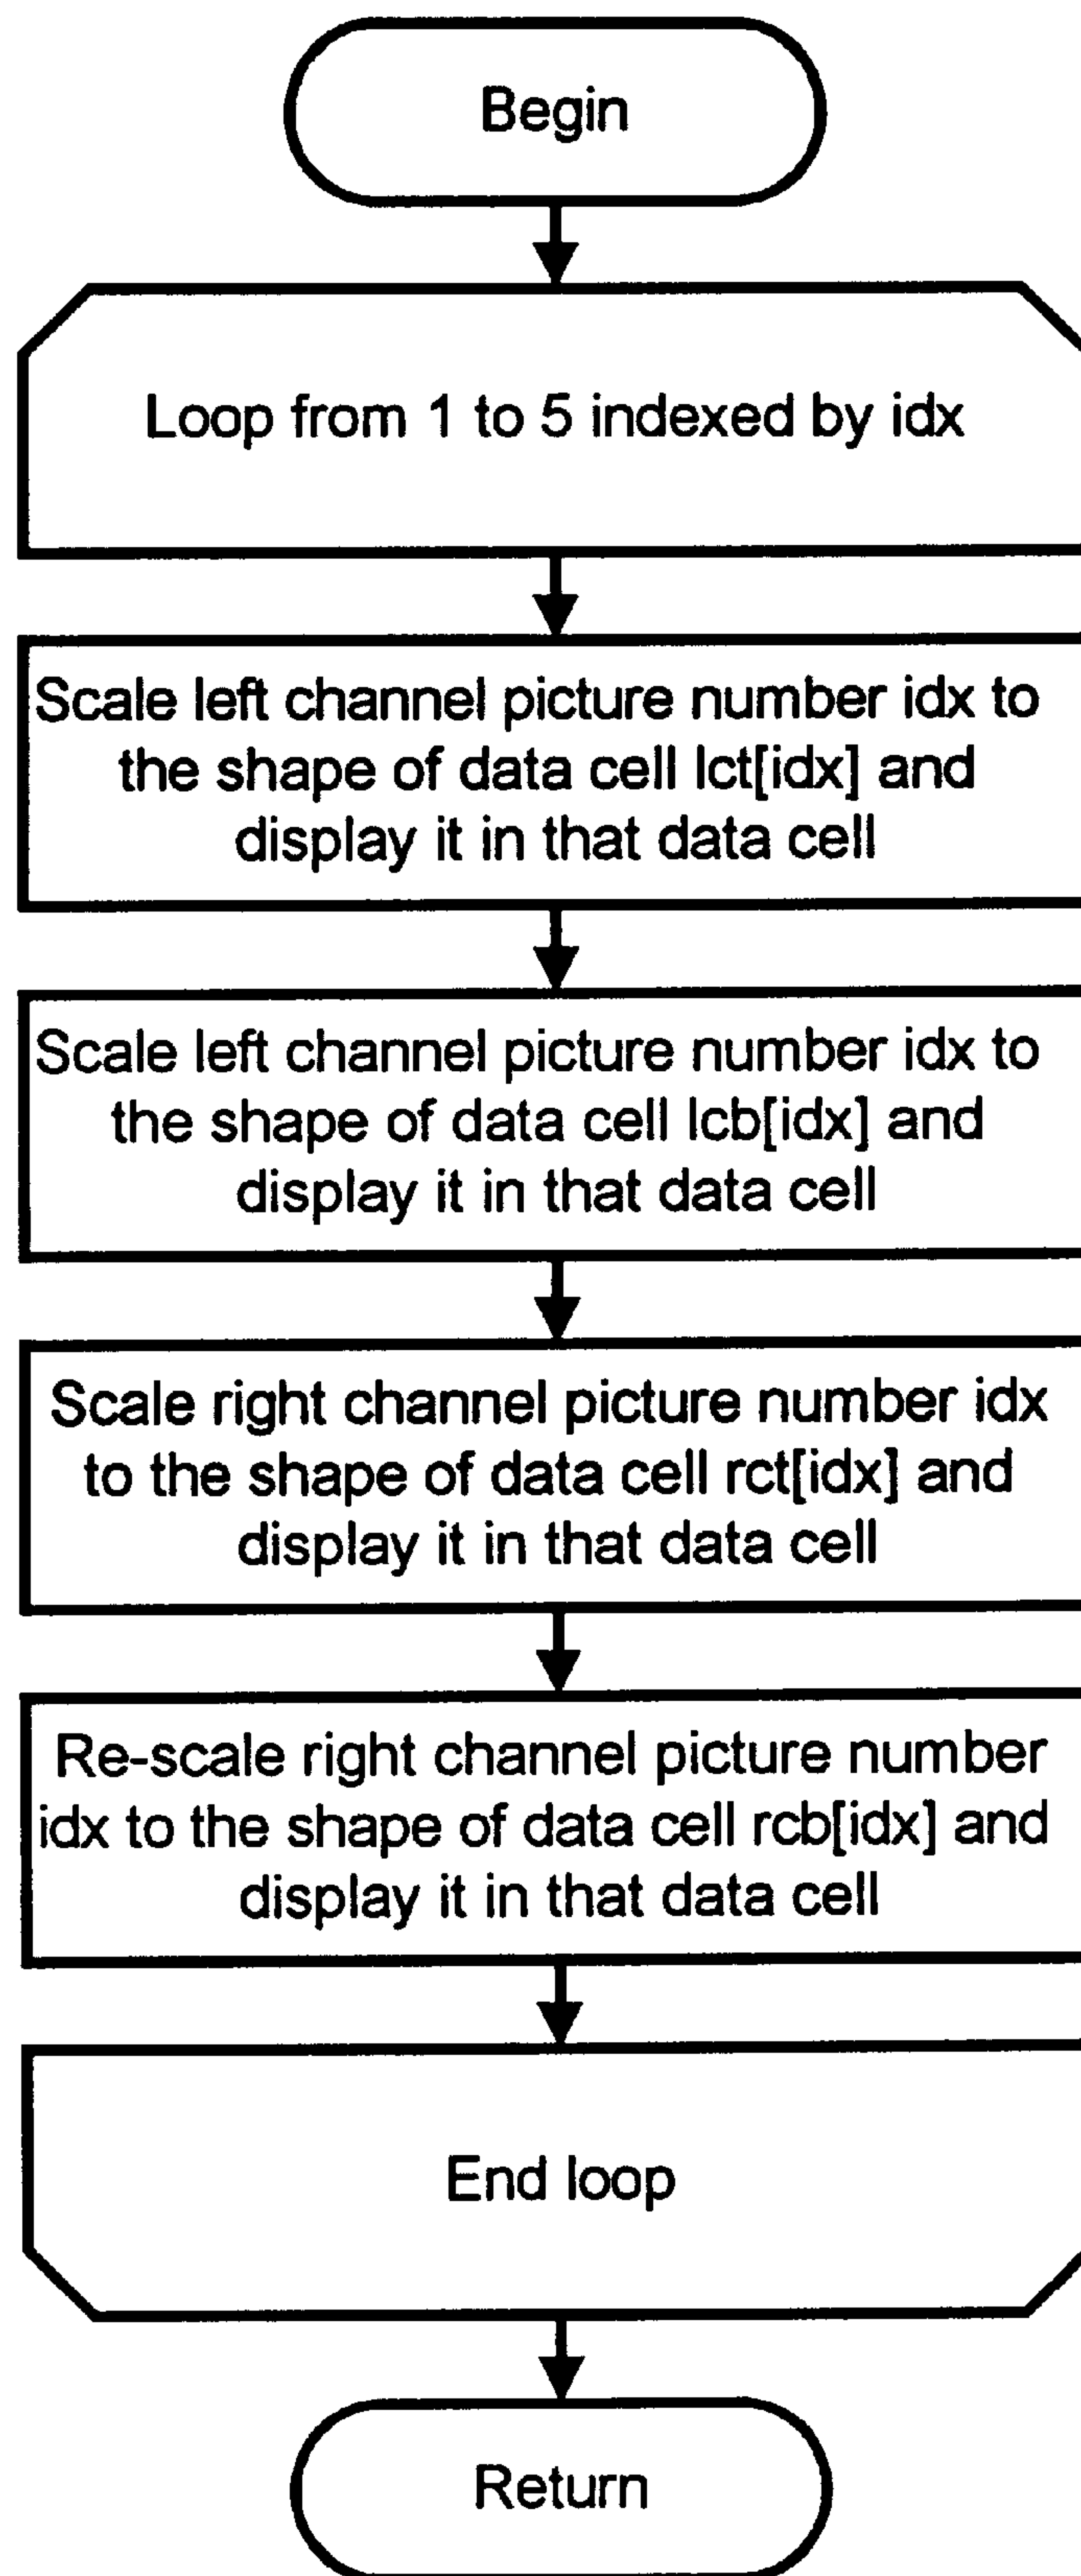 Begin
Loop from 1 to 5 indexed by idx
Scale left channel picture number idx to
the shape of data cell lct[idx] and
display it in that data cell
Scale left channel picture number idx to
the shape of data cell lcb[idx] and
display it in that data cell
Scale right channel picture number idx
to the shape of data cell rct[idx] and
display it in that data cell
Re-scale right channel picture number
idx to the shape of data cell rcb[idx] and
display it in that data cell
End loop
Return